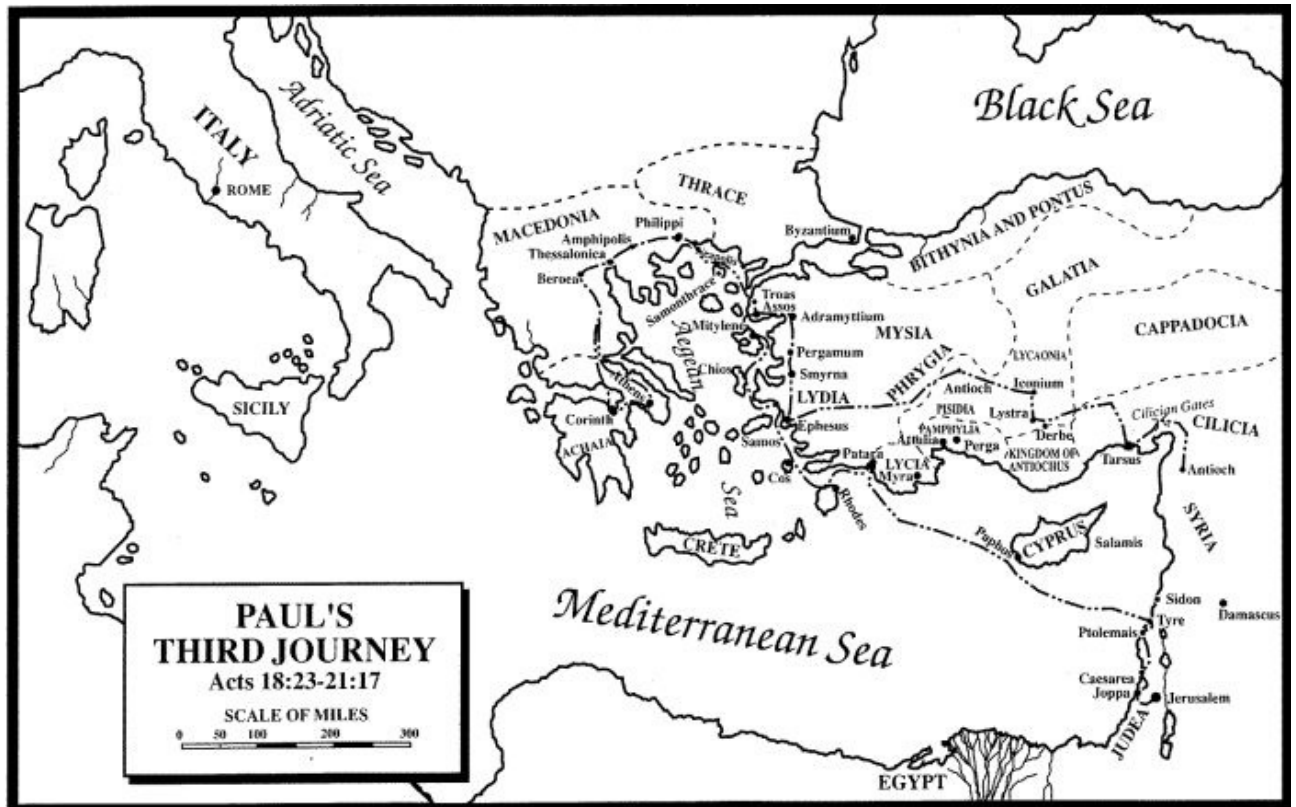 Black Sea
Adriatic Sea
ITALY
ROME
THRACE
MACEDONIA
Philippi
Byzantium
BITHYNIA AND PONTUS
Amphipolis
Thessalonica
Neapolis
Beroea
GALATIA
Samonthrace
Troas
Assos
Adramyttium
CAPPADOCIA
MYSIA
Mitylene
Aegean
Sea
LYCAONIA
Pergamum
PHRYGIA
Chios
Smyrna
Antioch
Iconium
Athens
LYDIA
SICILY
PISIDIA
Lystra
Cilician Gates
Corinth
Ephesus
PAMPHYLIA
CILICIA
Samos
Attalia
Perga
Derbe
ACHAIA
Patara
KINGDOM OF
ANTIOCHUS
Tarsus
LYCIA
Antioch
Cos
Myra
Rhodes
SYRIA
CRETE
Paphus
CYPRUS
Salamis
Mediterranean Sea
Sidon
Damascus
Tyre
Ptolemais
Caesarea
Joppa
Jerusalem
JUDEA
EGYPT
PAUL'S
THIRD JOURNEY
Acts 18:23-21:17
SCALE OF MILES
0 50 100 200 300